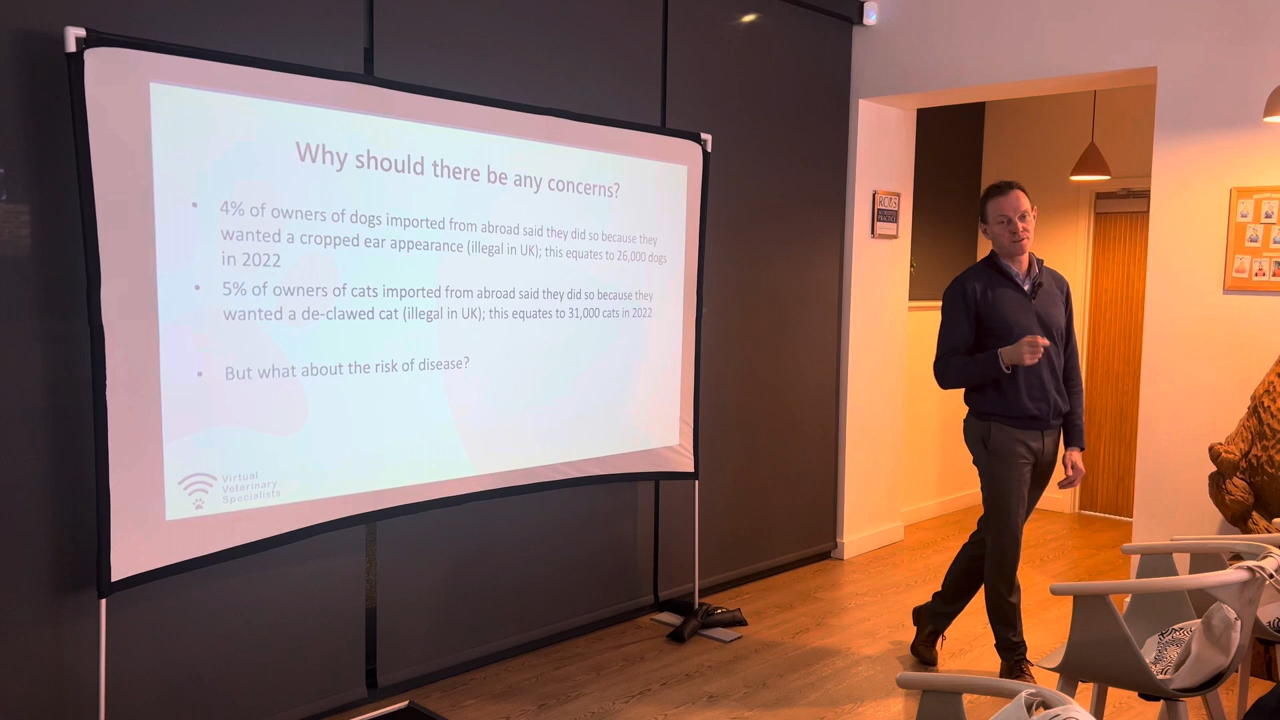 Why should there be any concerns?
• 4% of owners of dogs imported from abroad said they did so because they
wanted a cropped ear appearance (illegal in UK); this equates to 26,000 dogs
in 2022
• 5% of owners of cats imported from abroad said they did so because they
wanted a de-clawed cat (illegal in UK); this equates to 31,000 cats in 2022
• But what about the risk of disease?
Virtual
Veterinary
Specialists
RCVS
ACCREDITED
PRACTICE